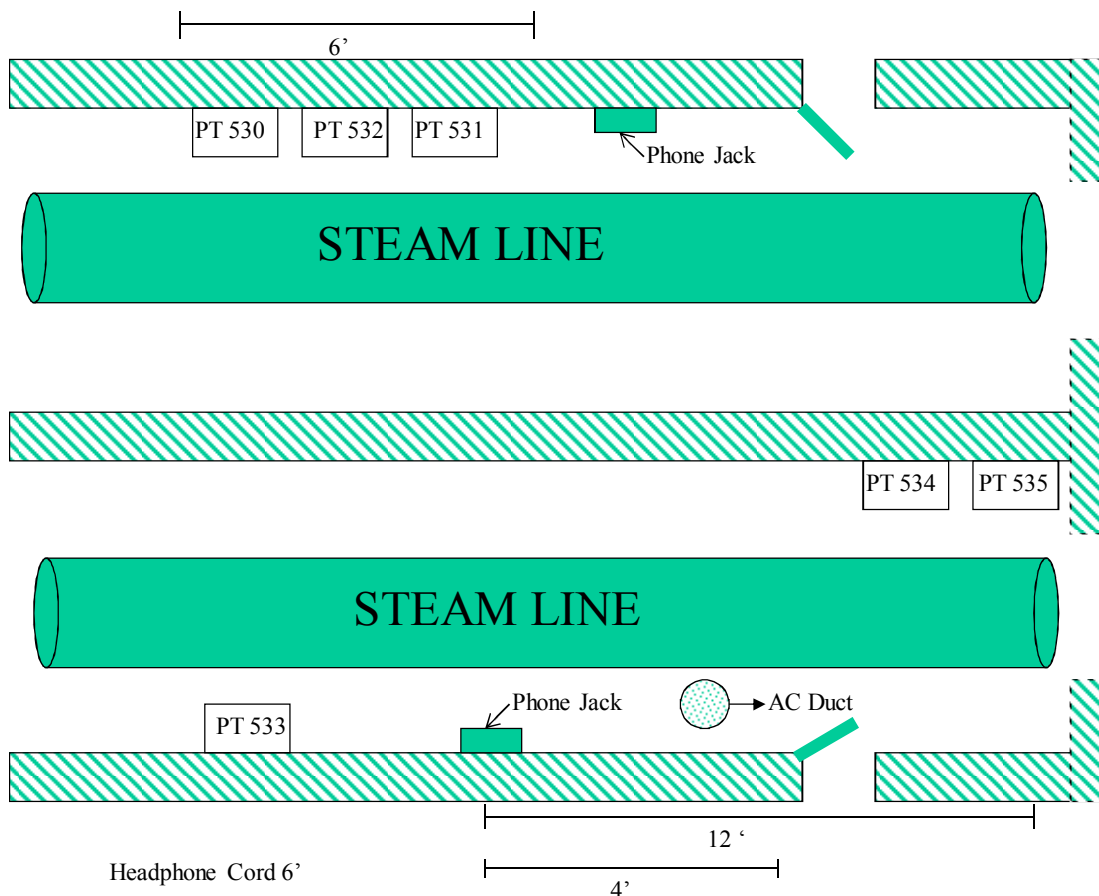 6’
PT 530
PT 532
PT 531
Phone Jack
STEAM LINE
PT 534
PT 535
STEAM LINE
Phone Jack
AC Duct
PT 533
12 ‘
Headphone Cord 6’
4’